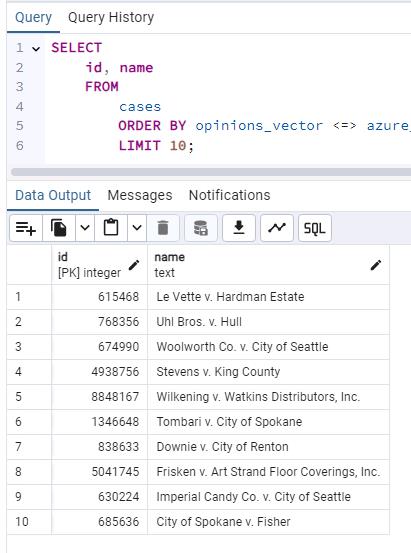 Query Query History
1 SELECT
2 id, name
3 FROM
4 cases
5 ORDER BY opinions_vector <=> azure_
6 LIMIT 10;
Data Output Messages Notifications
SQL
id name
[PK] integer text
1 615468 Le Vette v. Hardman Estate
2 768356 Uhl Bros. v. Hull
3 674990 Woolworth Co. v. City of Seattle
4 4938756 Stevens v. King County
5 8848167 Wilkening v. Watkins Distributors, Inc.
6 1346648 Tombari v. City of Spokane
7 838633 Downie v. City of Renton
8 5041745 Frisken v. Art Strand Floor Coverings, Inc.
9 630224 Imperial Candy Co. v. City of Seattle
10 685636 City of Spokane v. Fisher